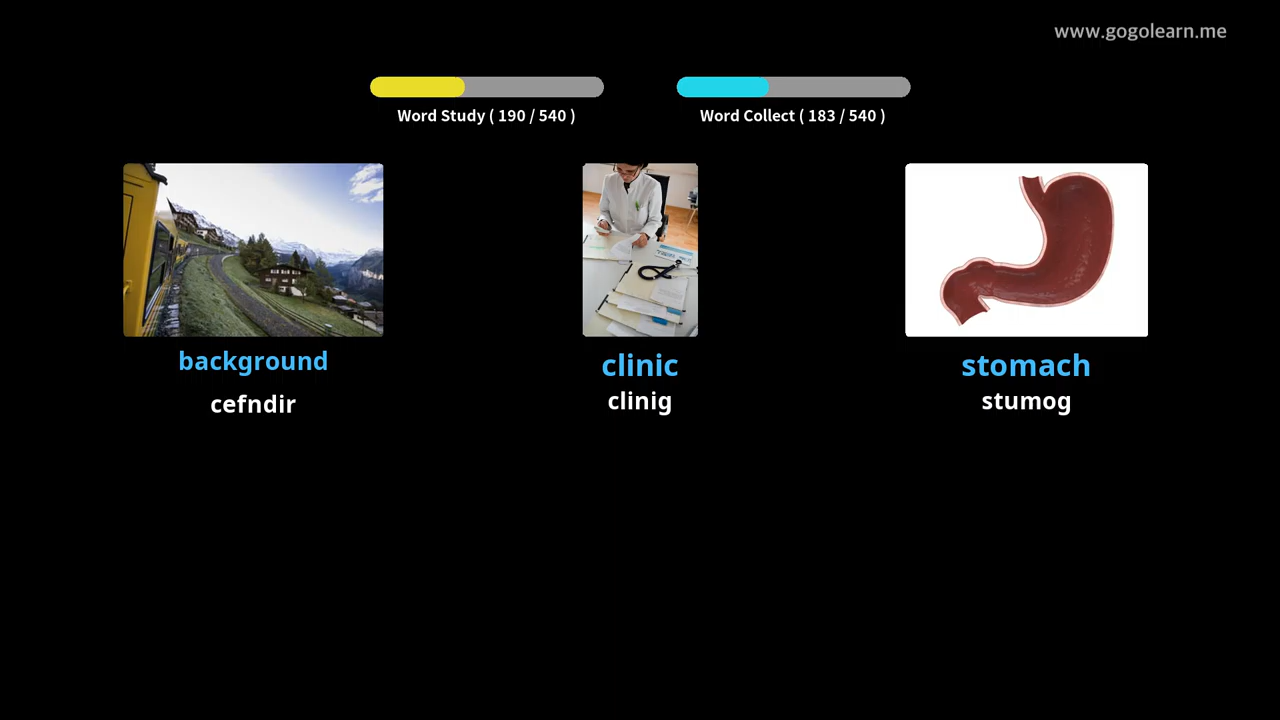 www.gogolearn.me
Word Study ( 190 / 540 )
Word Collect ( 183 / 540 )
background
cefndir
clinic
clinig
stomach
stumog